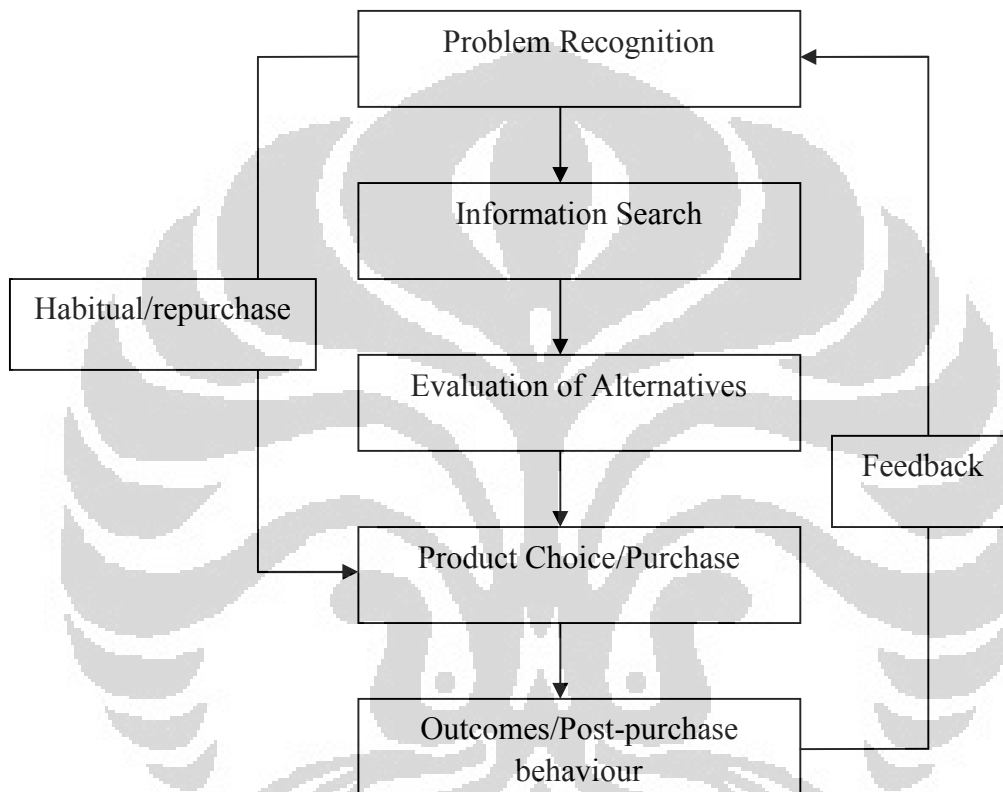 Problem Recognition
Information Search
Habitual/repurchase
Evaluation of Alternatives
Feedback
Product Choice/Purchase
Outcomes/Post-purchase
behaviour